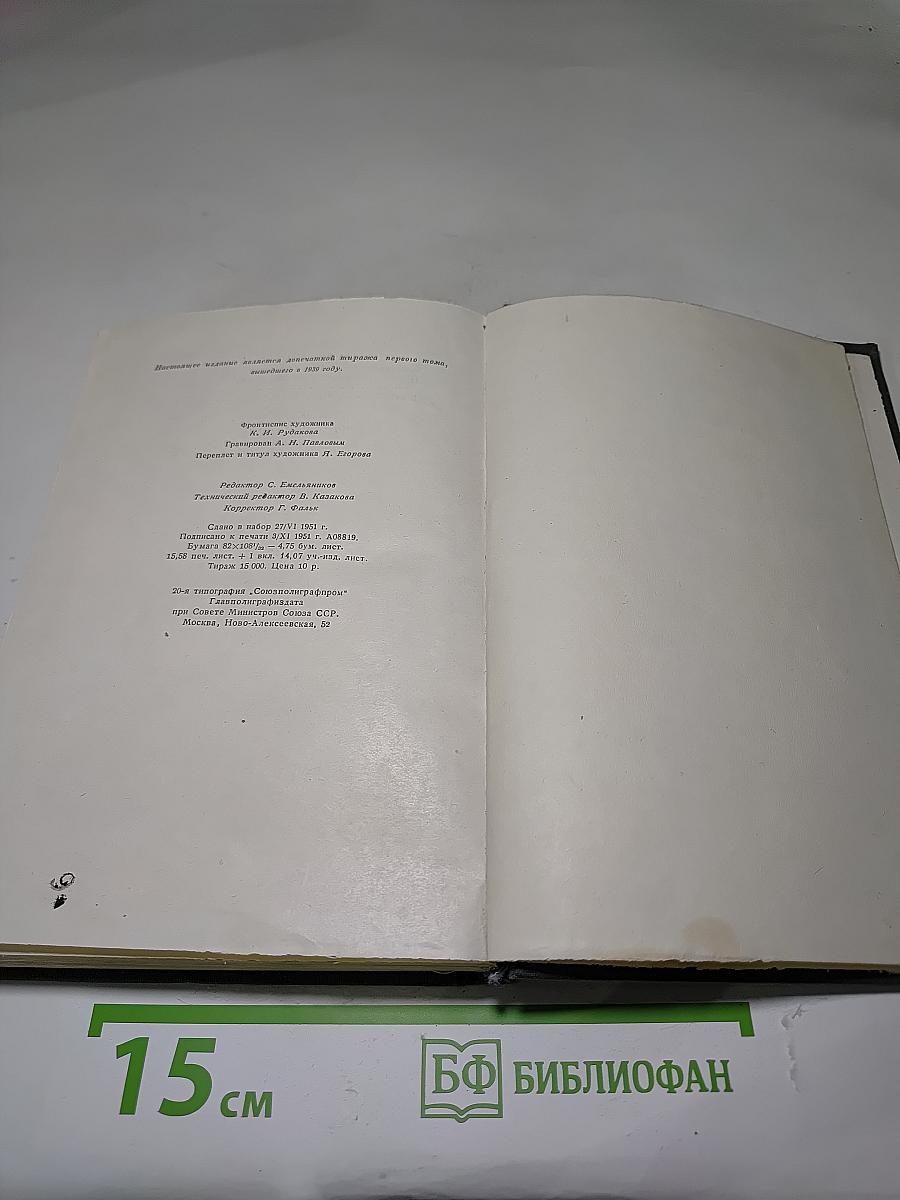 Настоящее издание является допечаткой тиража первого тома,
вышедшего в 1939 году.
Фронтиспис художника
К. И. Рудакова
Гравирован А. Н. Павловым
Переплет и титул художника Я. Егорова
Редактор С. Емельяников
Технический редактор В. Казакова
Корректор Г. Фальк
Сдано в набор 27/VI 1951 г.
Подписано к печати 3/XI 1951 г. А08819.
Бумага 82×108¹/₃₂ — 4,75 бум. лист.
15,58 печ. лист. + 1 вкл. 14,07 уч.-изд. лист.
Тираж 15 000. Цена 10 р.
20-я типография „Союзполиграфпром“
Главполиграфиздата
при Совете Министров Союза ССР.
Москва, Ново-Алексеевская, 52
15 см
БФ БИБЛИОФАН